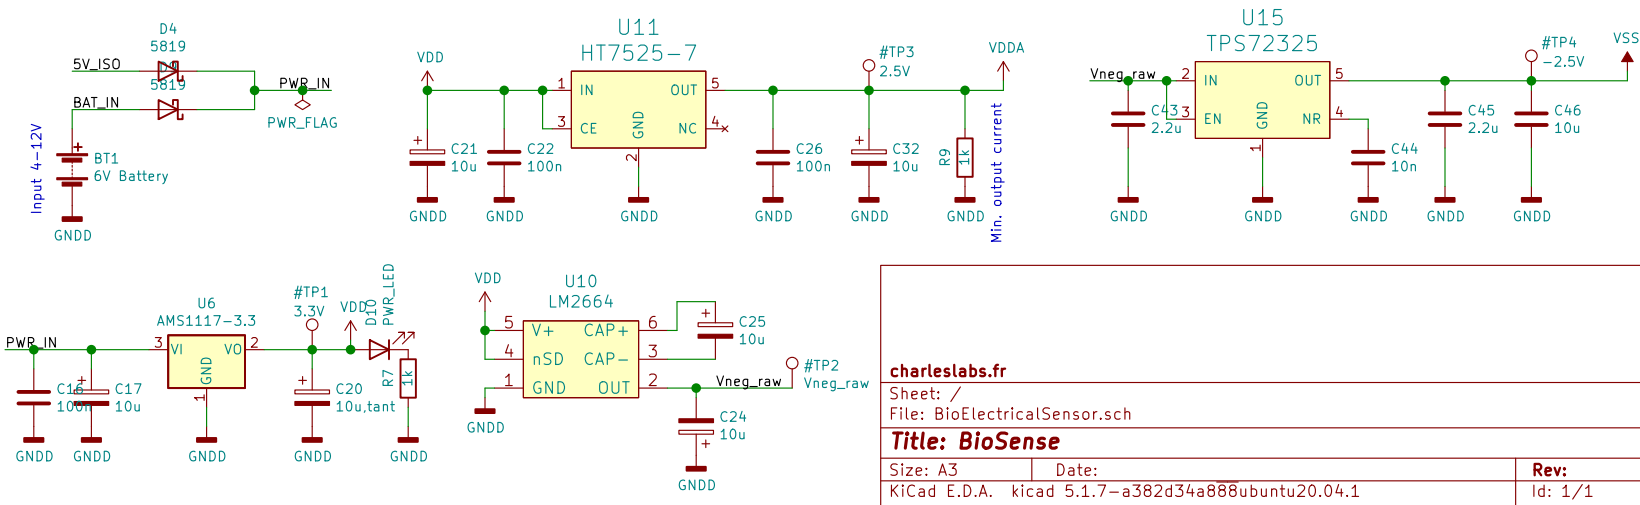 D4
5819
5V_ISO
5819
PWR_IN
BAT_IN
PWR_FLAG
Input 4-12V
BT1
6V Battery
GNDD
U11
HT7525-7
VDD
#TP3
2.5V
VDDA
1
IN
OUT
5
3
CE
GND
NC
4
2
C21
10u
C22
100n
C26
100n
C32
10u
R9
1k
Min. output current
GNDD
GNDD
GNDD
GNDD
GNDD
GNDD
U15
TPS72325
#TP4
-2.5V
VSS
Vneg_raw
2
IN
OUT
5
3
EN
GND
NR
4
1
C43
2.2u
C44
10n
C45
2.2u
C46
10u
GNDD
GNDD
GNDD
GNDD
GNDD
U6
AMS1117-3.3
#TP1
3.3V
VDD
D10
PWR_LED
PWR_IN
3
VI
VO
2
GND
1
C16
100n
C17
10u
C20
10u,tant
R7
1k
GNDD
GNDD
GNDD
GNDD
GNDD
VDD
U10
LM2664
5
V+
CAP+
6
4
nSD
CAP-
3
1
GND
OUT
2
C25
10u
Vneg_raw
#TP2
Vneg_raw
C24
10u
GNDD
GNDD
charleslabs.fr
Sheet: /
File: BioElectricalSensor.sch
Title: BioSense
Size: A3
Date:
Rev:
KiCad E.D.A. kicad 5.1.7-a382d34a888ubuntu20.04.1
Id: 1/1